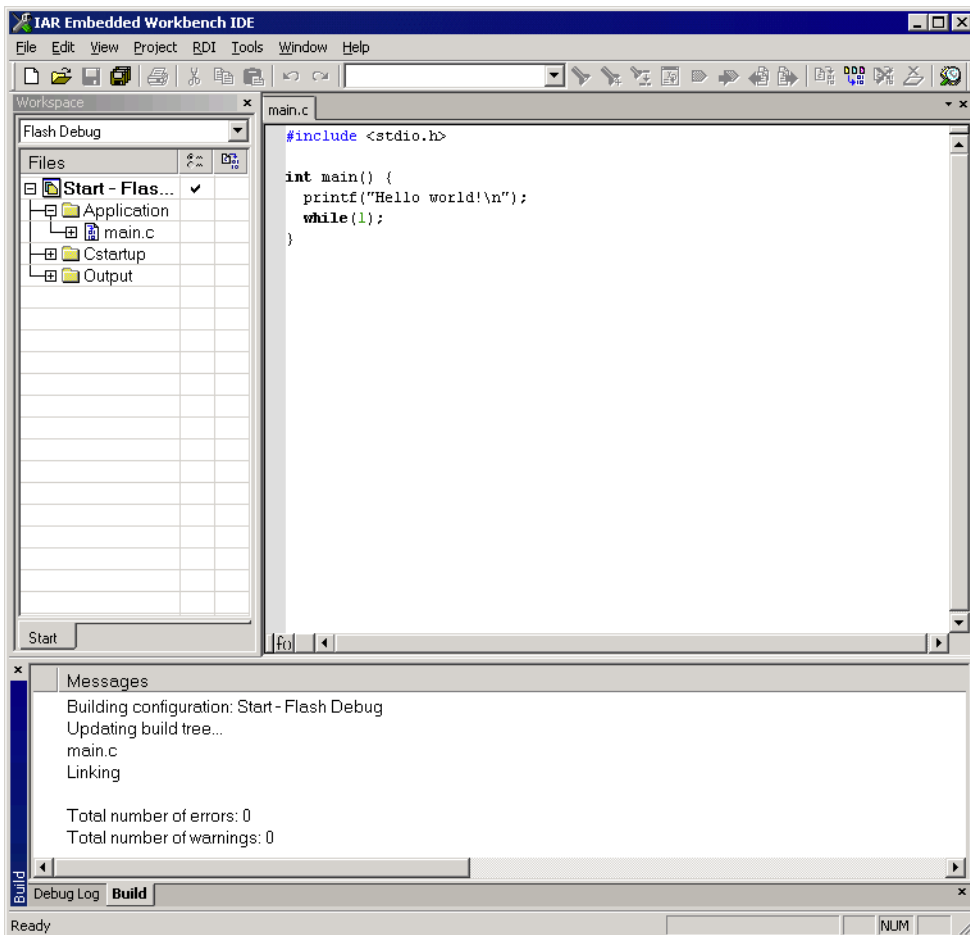 IAR Embedded Workbench IDE
File Edit View Project RDI Tools Window Help
Workspace
Flash Debug
Files
Start - Flas...
Application
main.c
Cstartup
Output
Start
main.c
#include <stdio.h>
int main() {
printf("Hello world!\n");
while(1);
}
f()
Messages
Building configuration: Start - Flash Debug
Updating build tree...
main.c
Linking
Total number of errors: 0
Total number of warnings: 0
Build
Debug Log Build
Ready NUM